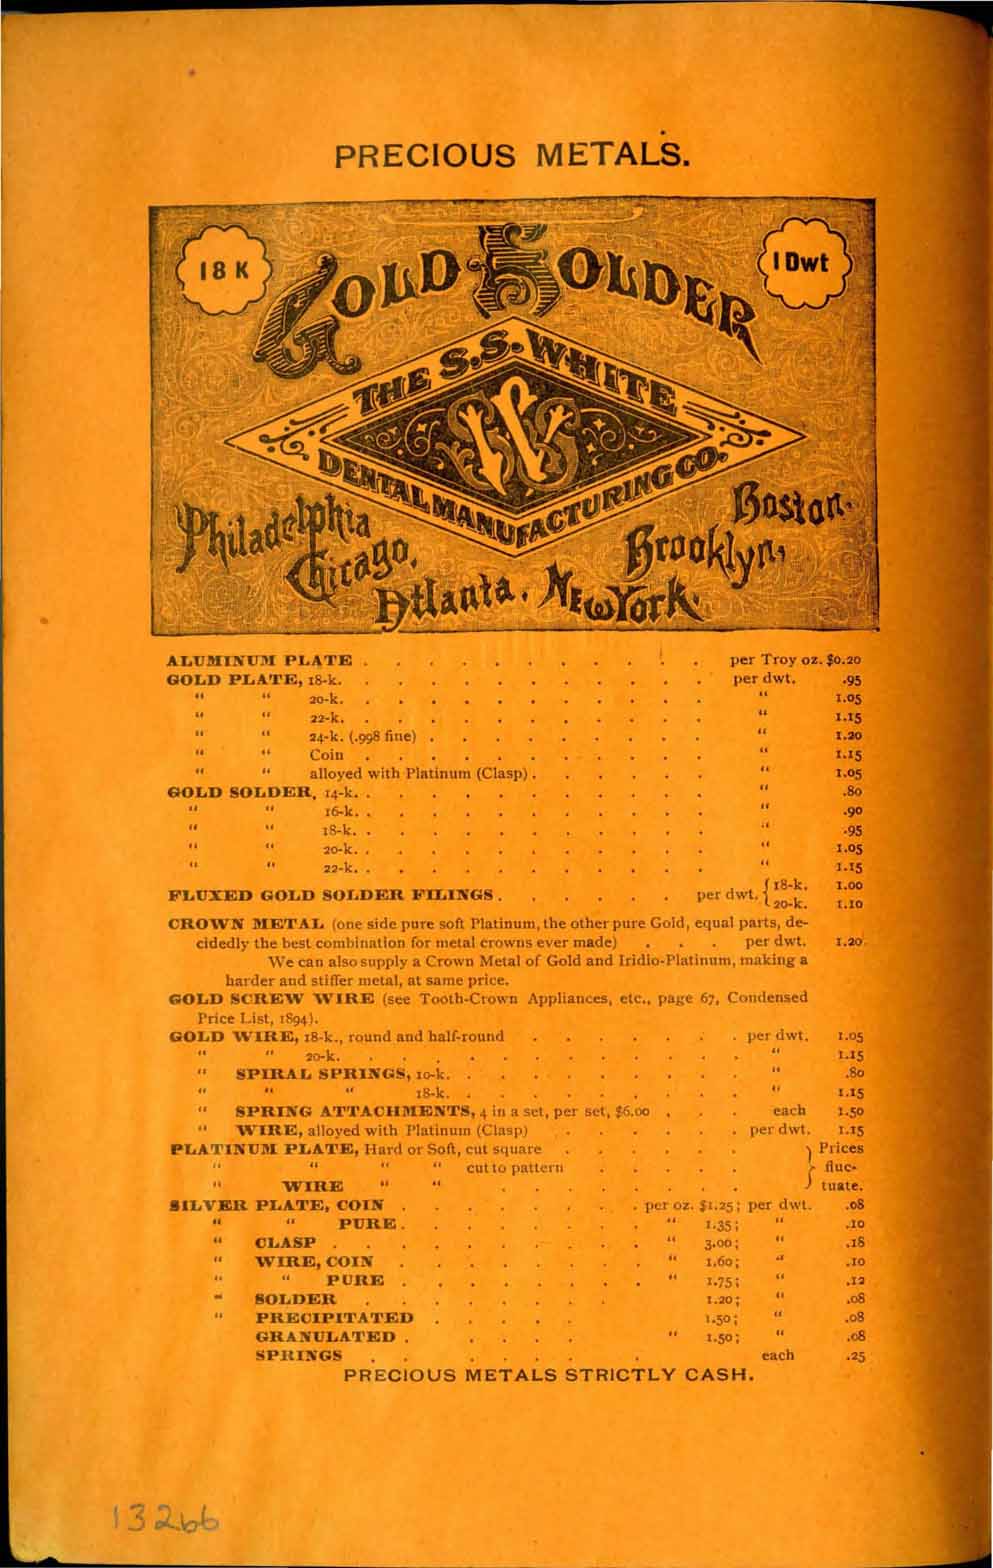 PRECIOUS METALS.
18 K
GOLD SOLDER
1 Dwt
THE S.S. WHITE
DENTAL MANUFACTURING CO.
Philadelphia
Chicago,
Atlanta. New York.
Brooklyn,
Boston.
ALUMINUM PLATE . . . . . . . . . . . per Troy oz. $0.20
GOLD PLATE, 18-k. . . . . . . . . . . . per dwt. .95
“ “ 20-k. . . . . . . . . . . . “ 1.05
“ “ 22-k. . . . . . . . . . . . “ 1.15
“ “ 24-k. (.998 fine) . . . . . . . . . “ 1.20
“ “ Coin . . . . . . . . . . . “ 1.15
“ “ alloyed with Platinum (Clasp) . . . . . . “ 1.05
GOLD SOLDER, 14-k. . . . . . . . . . . . “ .80
“ “ 16-k. . . . . . . . . . . . “ .90
“ “ 18-k. . . . . . . . . . . . “ .95
“ “ 20-k. . . . . . . . . . . . “ 1.05
“ “ 22-k. . . . . . . . . . . . “ 1.15
FLUXED GOLD SOLDER FILINGS . . . . . . per dwt. { 18-k. 1.00
20-k. 1.10
CROWN METAL (one side pure soft Platinum, the other pure Gold, equal parts, de-
cidedly the best combination for metal crowns ever made) . . . per dwt. 1.20
We can also supply a Crown Metal of Gold and Iridio-Platinum, making a
harder and stiffer metal, at same price.
GOLD SCREW WIRE (see Tooth-Crown Appliances, etc., page 67, Condensed
Price List, 1894).
GOLD WIRE, 18-k., round and half-round . . . . . . . per dwt. 1.05
“ “ 20-k. . . . . . . . . . . . . “ 1.15
“ SPIRAL SPRINGS, 10-k. . . . . . . . . . “ .80
“ “ “ 18-k. . . . . . . . . . “ 1.15
“ SPRING ATTACHMENTS, 4 in a set, per set, $6.00 . . . each 1.50
“ WIRE, alloyed with Platinum (Clasp) . . . . . . per dwt. 1.15
PLATINUM PLATE, Hard or Soft, cut square . . . . . . } Prices
“ “ “ “ cut to pattern . . . . . fluc-
“ WIRE “ “ . . . . . . . . tuate.
SILVER PLATE, COIN . . . . . . . . per oz. $1.25; per dwt. .08
“ “ PURE . . . . . . . . “ 1.35; “ .10
“ CLASP . . . . . . . . . . “ 3.00; “ .18
“ WIRE, COIN . . . . . . . . “ 1.60; “ .10
“ “ PURE . . . . . . . . “ 1.75; “ .12
“ SOLDER . . . . . . . . 1.20; “ .08
“ PRECIPITATED . . . . . 1.50; “ .08
GRANULATED . . . . . “ 1.50; “ .08
SPRINGS . . . . . . . each .25
PRECIOUS METALS STRICTLY CASH.
13266